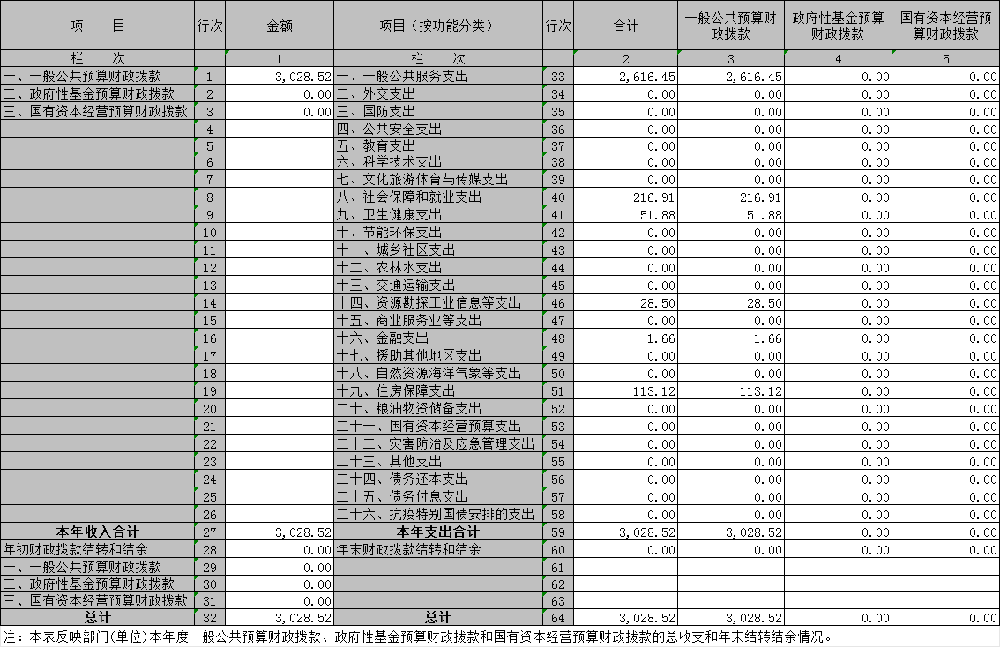 项 目 行次 金额 项目（按功能分类） 行次 合计 一般公共预算财政拨款 政府性基金预算财政拨款 国有资本经营预算财政拨款
栏 次 1 栏 次 2 3 4 5
一、一般公共预算财政拨款 1 3,028.52 一、一般公共服务支出 33 2,616.45 2,616.45 0.00 0.00
二、政府性基金预算财政拨款 2 0.00 二、外交支出 34 0.00 0.00 0.00 0.00
三、国有资本经营预算财政拨款 3 0.00 三、国防支出 35 0.00 0.00 0.00 0.00
4 四、公共安全支出 36 0.00 0.00 0.00 0.00
5 五、教育支出 37 0.00 0.00 0.00 0.00
6 六、科学技术支出 38 0.00 0.00 0.00 0.00
7 七、文化旅游体育与传媒支出 39 0.00 0.00 0.00 0.00
8 八、社会保障和就业支出 40 216.91 216.91 0.00 0.00
9 九、卫生健康支出 41 51.88 51.88 0.00 0.00
10 十、节能环保支出 42 0.00 0.00 0.00 0.00
11 十一、城乡社区支出 43 0.00 0.00 0.00 0.00
12 十二、农林水支出 44 0.00 0.00 0.00 0.00
13 十三、交通运输支出 45 0.00 0.00 0.00 0.00
14 十四、资源勘探工业信息等支出 46 28.50 28.50 0.00 0.00
15 十五、商业服务业等支出 47 0.00 0.00 0.00 0.00
16 十六、金融支出 48 1.66 1.66 0.00 0.00
17 十七、援助其他地区支出 49 0.00 0.00 0.00 0.00
18 十八、自然资源海洋气象等支出 50 0.00 0.00 0.00 0.00
19 十九、住房保障支出 51 113.12 113.12 0.00 0.00
20 二十、粮油物资储备支出 52 0.00 0.00 0.00 0.00
21 二十一、国有资本经营预算支出 53 0.00 0.00 0.00 0.00
22 二十二、灾害防治及应急管理支出 54 0.00 0.00 0.00 0.00
23 二十三、其他支出 55 0.00 0.00 0.00 0.00
24 二十四、债务还本支出 56 0.00 0.00 0.00 0.00
25 二十五、债务付息支出 57 0.00 0.00 0.00 0.00
26 二十六、抗疫特别国债安排的支出 58 0.00 0.00 0.00 0.00
本年收入合计 27 3,028.52 本年支出合计 59 3,028.52 3,028.52 0.00 0.00
年初财政拨款结转和结余 28 0.00 年末财政拨款结转和结余 60 0.00 0.00 0.00 0.00
一、一般公共预算财政拨款 29 0.00 61
二、政府性基金预算财政拨款 30 0.00 62
三、国有资本经营预算财政拨款 31 0.00 63
总计 32 3,028.52 总计 64 3,028.52 3,028.52 0.00 0.00
注：本表反映部门(单位)本年度一般公共预算财政拨款、政府性基金预算财政拨款和国有资本经营预算财政拨款的总收支和年末结转结余情况。